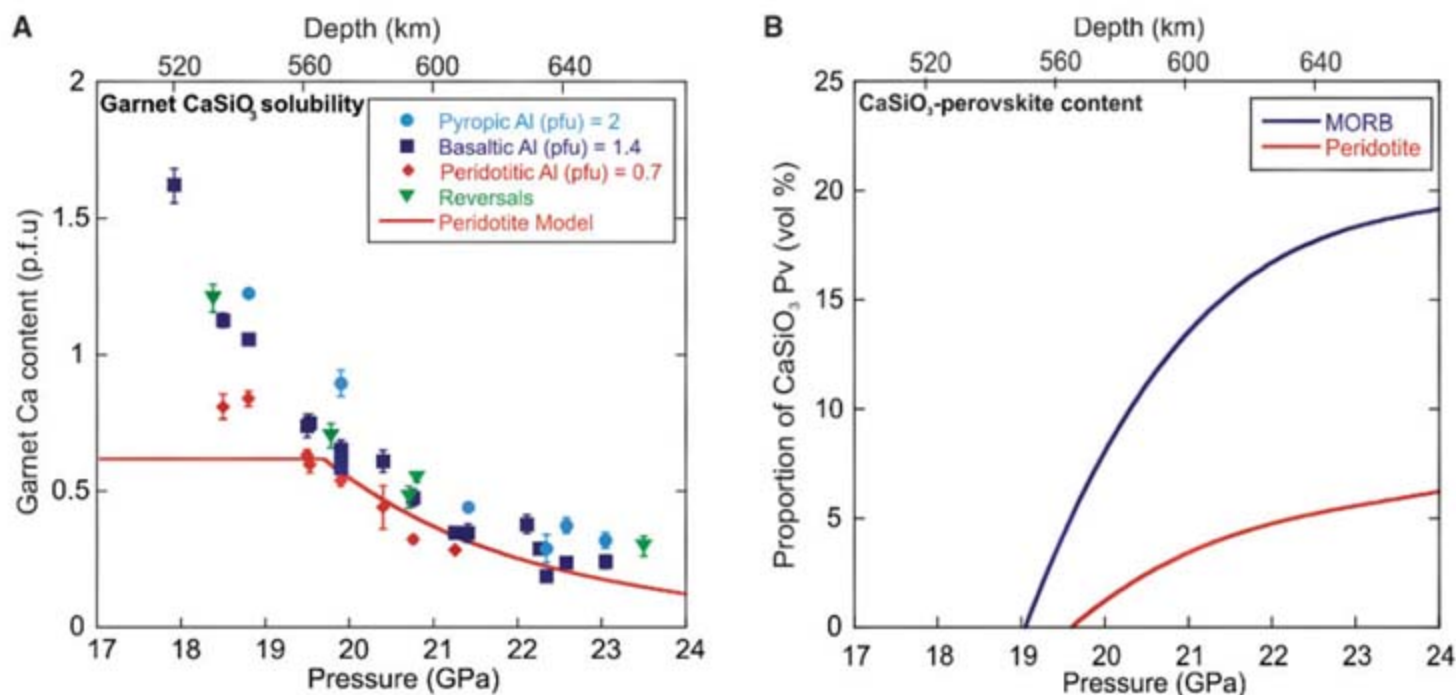 A
Depth (km)
520 560 600 640
2
1.5
1
0.5
0
Garnet Ca content (p.f.u)
Garnet CaSiO₃ solubility
Pyropic Al (pfu) = 2
Basaltic Al (pfu) = 1.4
Peridotitic Al (pfu) = 0.7
Reversals
Peridotite Model
17 18 19 20 21 22 23 24
Pressure (GPa)
B
Depth (km)
520 560 600 640
25
20
15
10
5
0
Proportion of CaSiO₃ Pv (vol %)
CaSiO₃-perovskite content
MORB
Peridotite
17 18 19 20 21 22 23 24
Pressure (GPa)